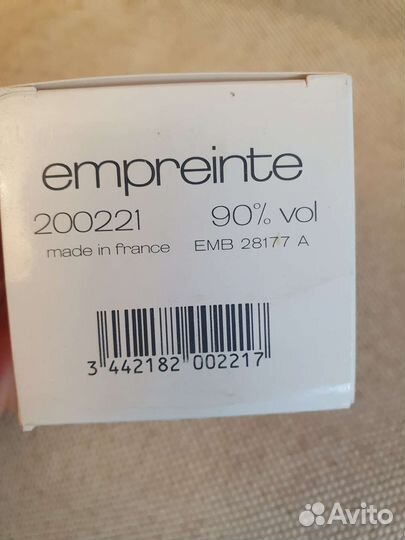 empreinte
200221 90% vol
made in france EMB 28177 A
3 442182 002217
Avito